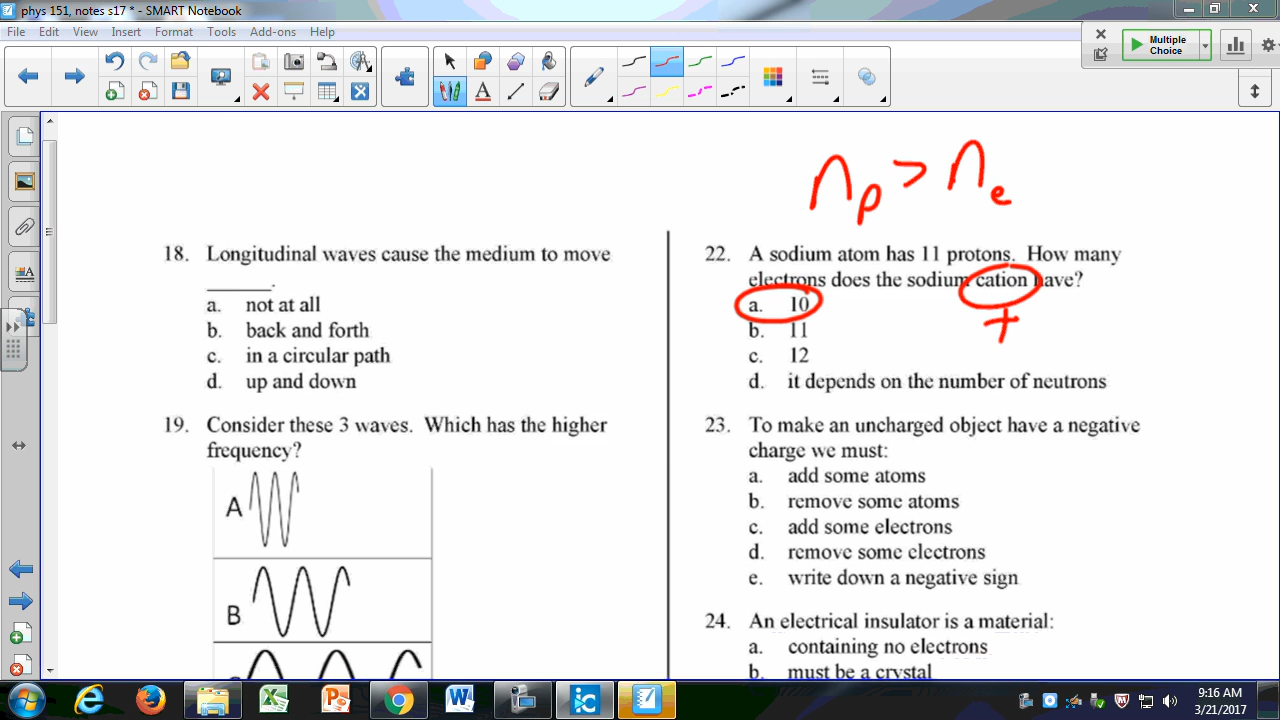 phys 151, notes s17 * - SMART Notebook
File Edit View Insert Format Tools Add-ons Help
Multiple
Choice
A
A
np > ne
18. Longitudinal waves cause the medium to move
______.
a. not at all
b. back and forth
c. in a circular path
d. up and down
19. Consider these 3 waves. Which has the higher
frequency?
A
B
22. A sodium atom has 11 protons. How many
electrons does the sodium cation have?
+
a. 10
b. 11
c. 12
d. it depends on the number of neutrons
23. To make an uncharged object have a negative
charge we must:
a. add some atoms
b. remove some atoms
c. add some electrons
d. remove some electrons
e. write down a negative sign
24. An electrical insulator is a material:
a. containing no electrons
b. must be a crystal
9:16 AM
3/21/2017